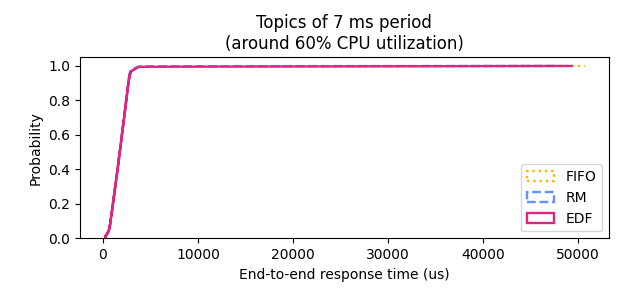 Topics of 7 ms period
(around 60% CPU utilization)
Probability
1.0
0.8
0.6
0.4
0.2
0.0
FIFO
RM
EDF
0 10000 20000 30000 40000 50000
End-to-end response time (us)